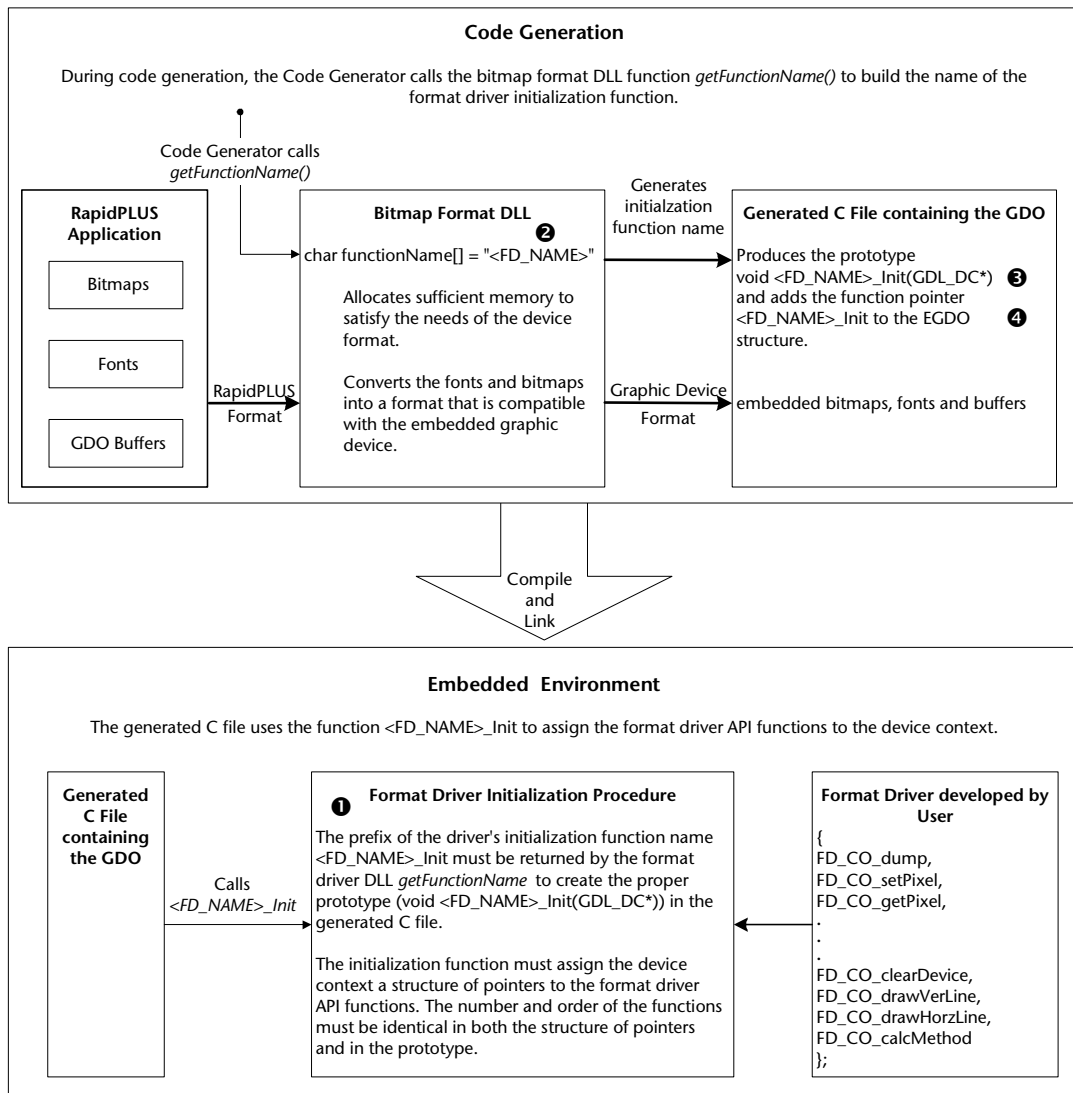 Code Generation
During code generation, the Code Generator calls the bitmap format DLL function getFunctionName() to build the name of the
format driver initialization function.
Code Generator calls
getFunctionName()
RapidPLUS
Application
Bitmaps
Fonts
GDO Buffers
RapidPLUS
Format
Bitmap Format DLL
❷
char functionName[] = "<FD_NAME>"
Allocates sufficient memory to
satisfy the needs of the device
format.
Converts the fonts and bitmaps
into a format that is compatible
with the embedded graphic
device.
Generates
initialzation
function name
Graphic Device
Format
Generated C File containing the GDO
Produces the prototype
void <FD_NAME>_Init(GDL_DC*) ❸
and adds the function pointer
<FD_NAME>_Init to the EGDO ❹
structure.
embedded bitmaps, fonts and buffers
Compile
and
Link
Embedded Environment
The generated C file uses the function <FD_NAME>_Init to assign the format driver API functions to the device context.
Generated
C File
containing
the GDO
Calls
<FD_NAME>_Init
❶ Format Driver Initialization Procedure
The prefix of the driver's initialization function name
<FD_NAME>_Init must be returned by the format
driver DLL getFunctionName to create the proper
prototype (void <FD_NAME>_Init(GDL_DC*)) in the
generated C file.
The initialization function must assign the device
context a structure of pointers to the format driver
API functions. The number and order of the functions
must be identical in both the structure of pointers
and in the prototype.
Format Driver developed by
User
{
FD_CO_dump,
FD_CO_setPixel,
FD_CO_getPixel,
.
.
.
FD_CO_clearDevice,
FD_CO_drawVerLine,
FD_CO_drawHorzLine,
FD_CO_calcMethod
};